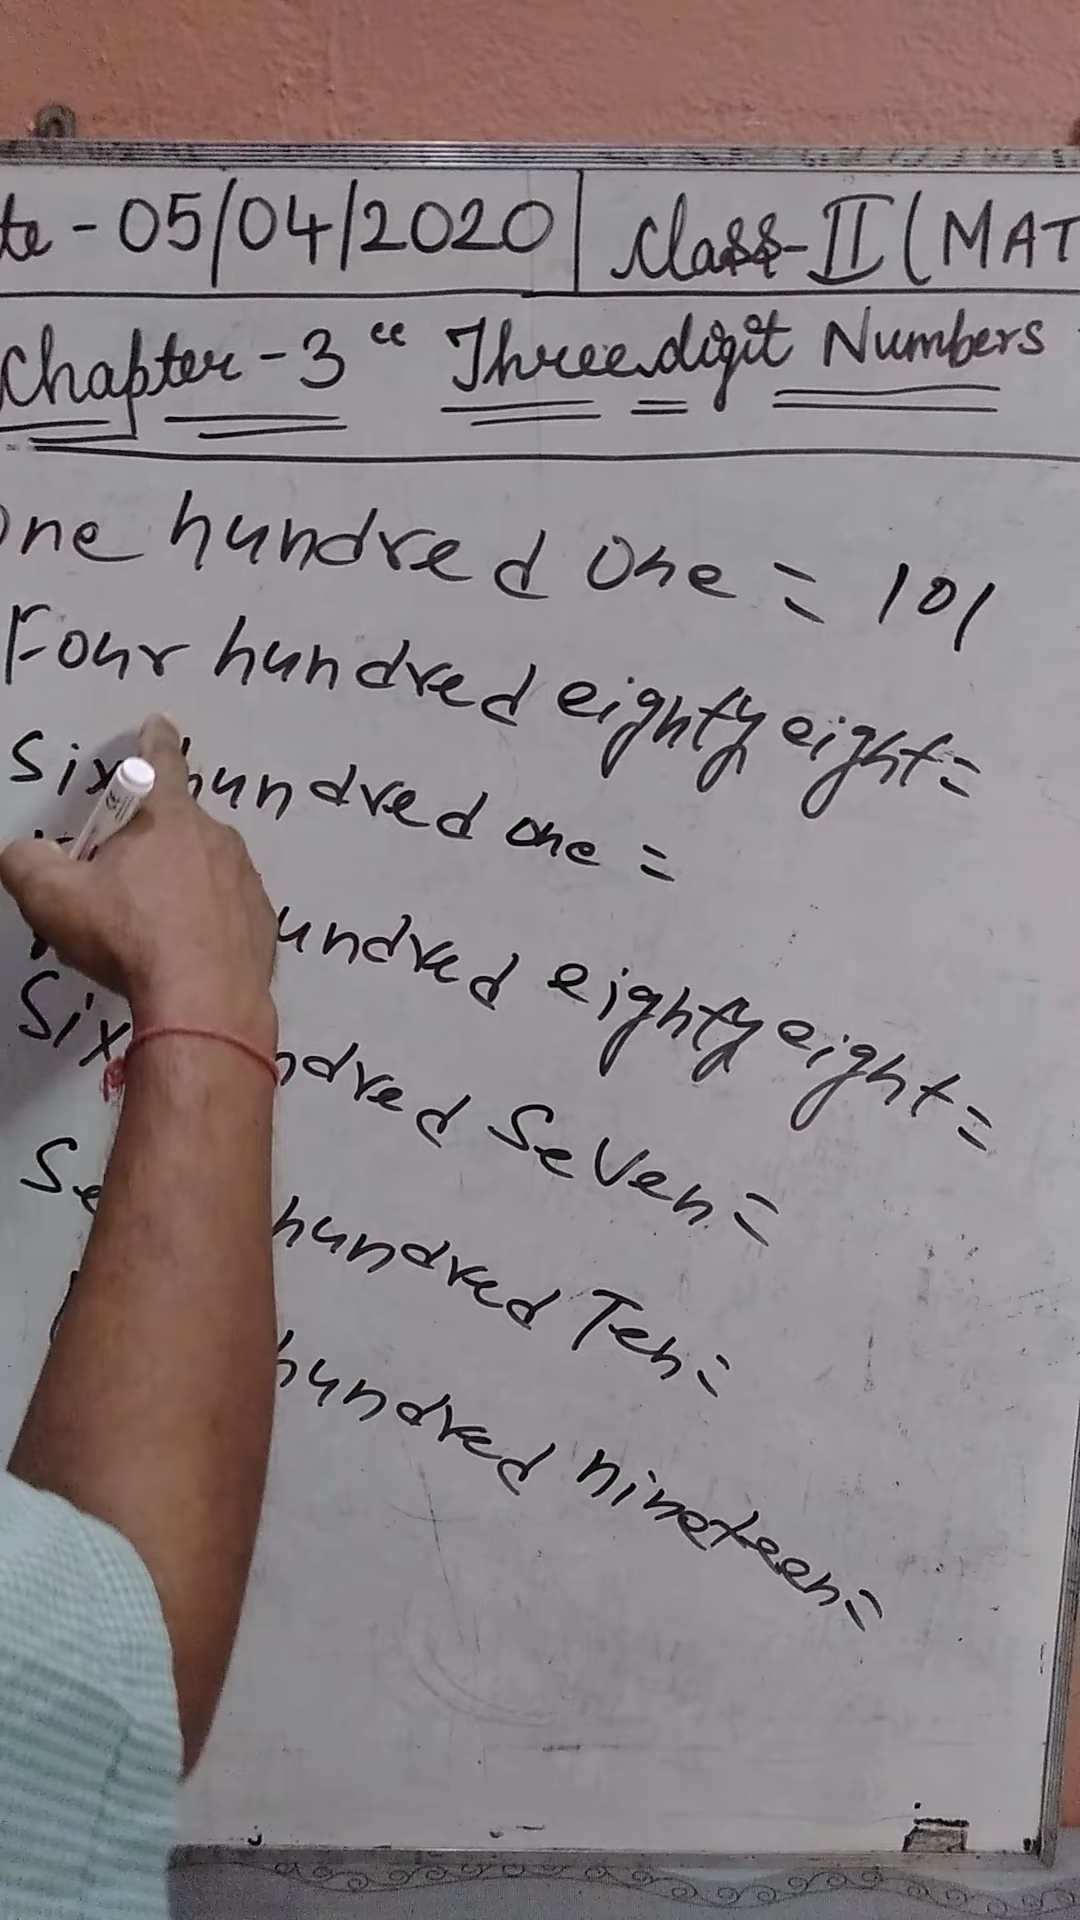 te - 05/04/2020 | Class-II (MAT
Chapter - 3 “ Three digit Numbers
One hundred one = 101
Four hundred eighty eight =
Six hundred one =
undred eighty eight =
Six ndred Seven =
Se hundred Ten =
hundred nineteen =